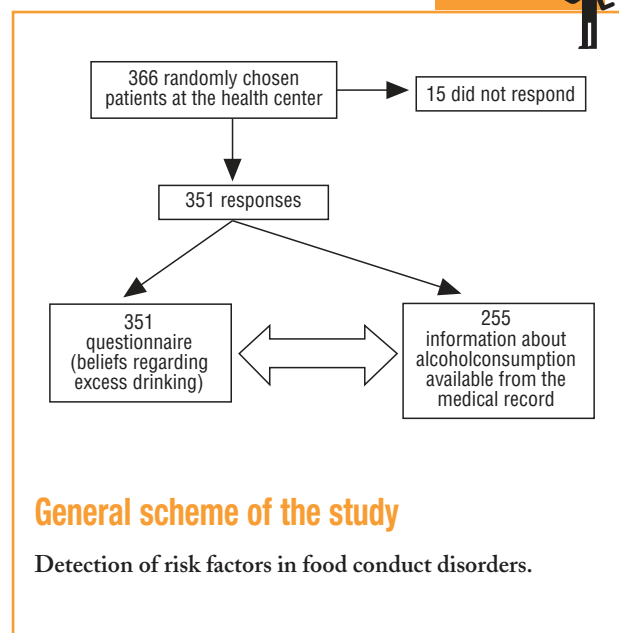 366 randomly chosen
patients at the health center
15 did not respond
351 responses
351
questionnaire
(beliefs regarding
excess drinking)
255
information about
alcoholconsumption
available from the
medical record
General scheme of the study
Detection of risk factors in food conduct disorders.